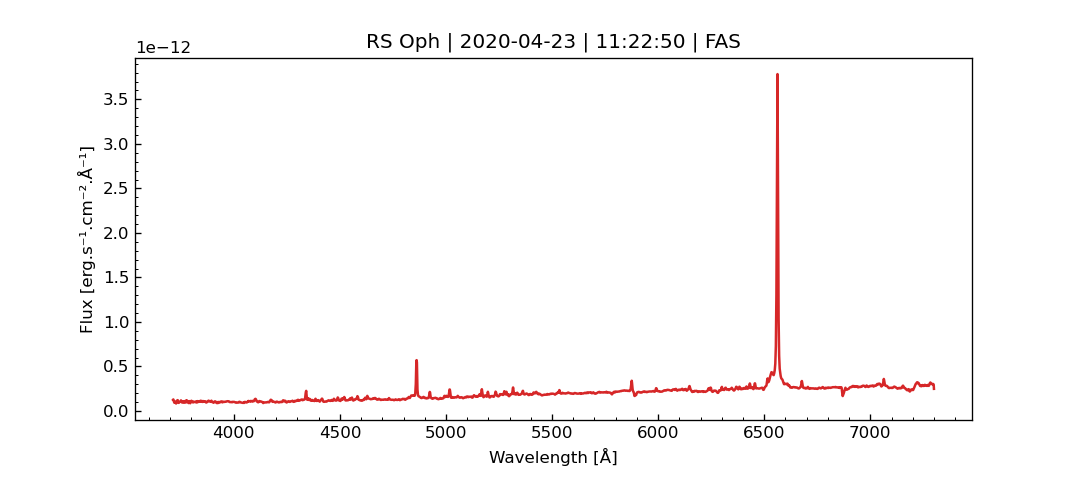 RS Oph | 2020-04-23 | 11:22:50 | FAS
1e−12
3.5
3.0
2.5
2.0
1.5
1.0
0.5
0.0
Flux [erg.s⁻¹.cm⁻².Å⁻¹]
4000 4500 5000 5500 6000 6500 7000
Wavelength [Å]